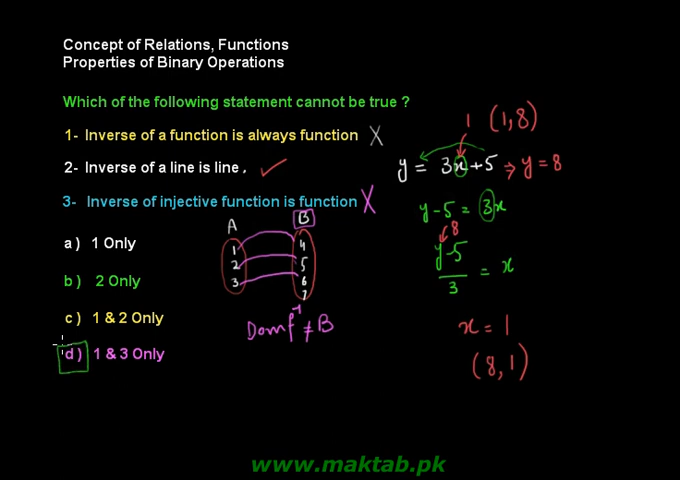 Concept of Relations, Functions
Properties of Binary Operations
Which of the following statement cannot be true ?
1- Inverse of a function is always function X
2- Inverse of a line is line .
3- Inverse of injective function is function X
a ) 1 Only
b ) 2 Only
c ) 1 & 2 Only
d ) 1 & 3 Only
A B
1 4
2 5
3 6
7
Dom f⁻¹ ≠ B
1 (1,8)
y = 3x+5 ⇒ y = 8
y - 5 = 3x
8
y-5
3 = x
x = 1
(8,1)
www.maktab.pk